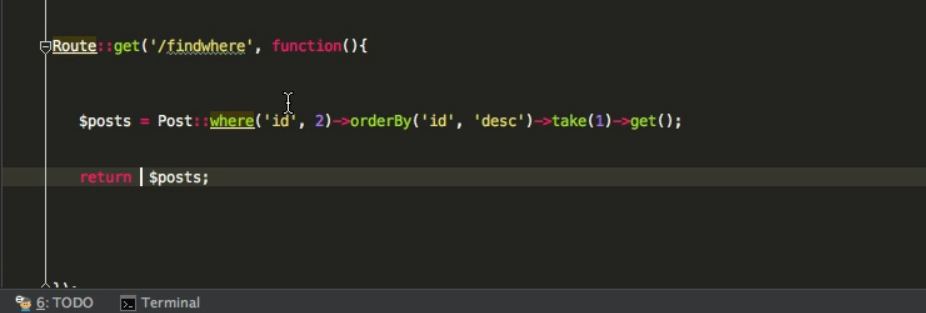 Route::get('/findwhere', function(){
$posts = Post::where('id', 2)->orderBy('id', 'desc')->take(1)->get();
return $posts;
});
6: TODO Terminal